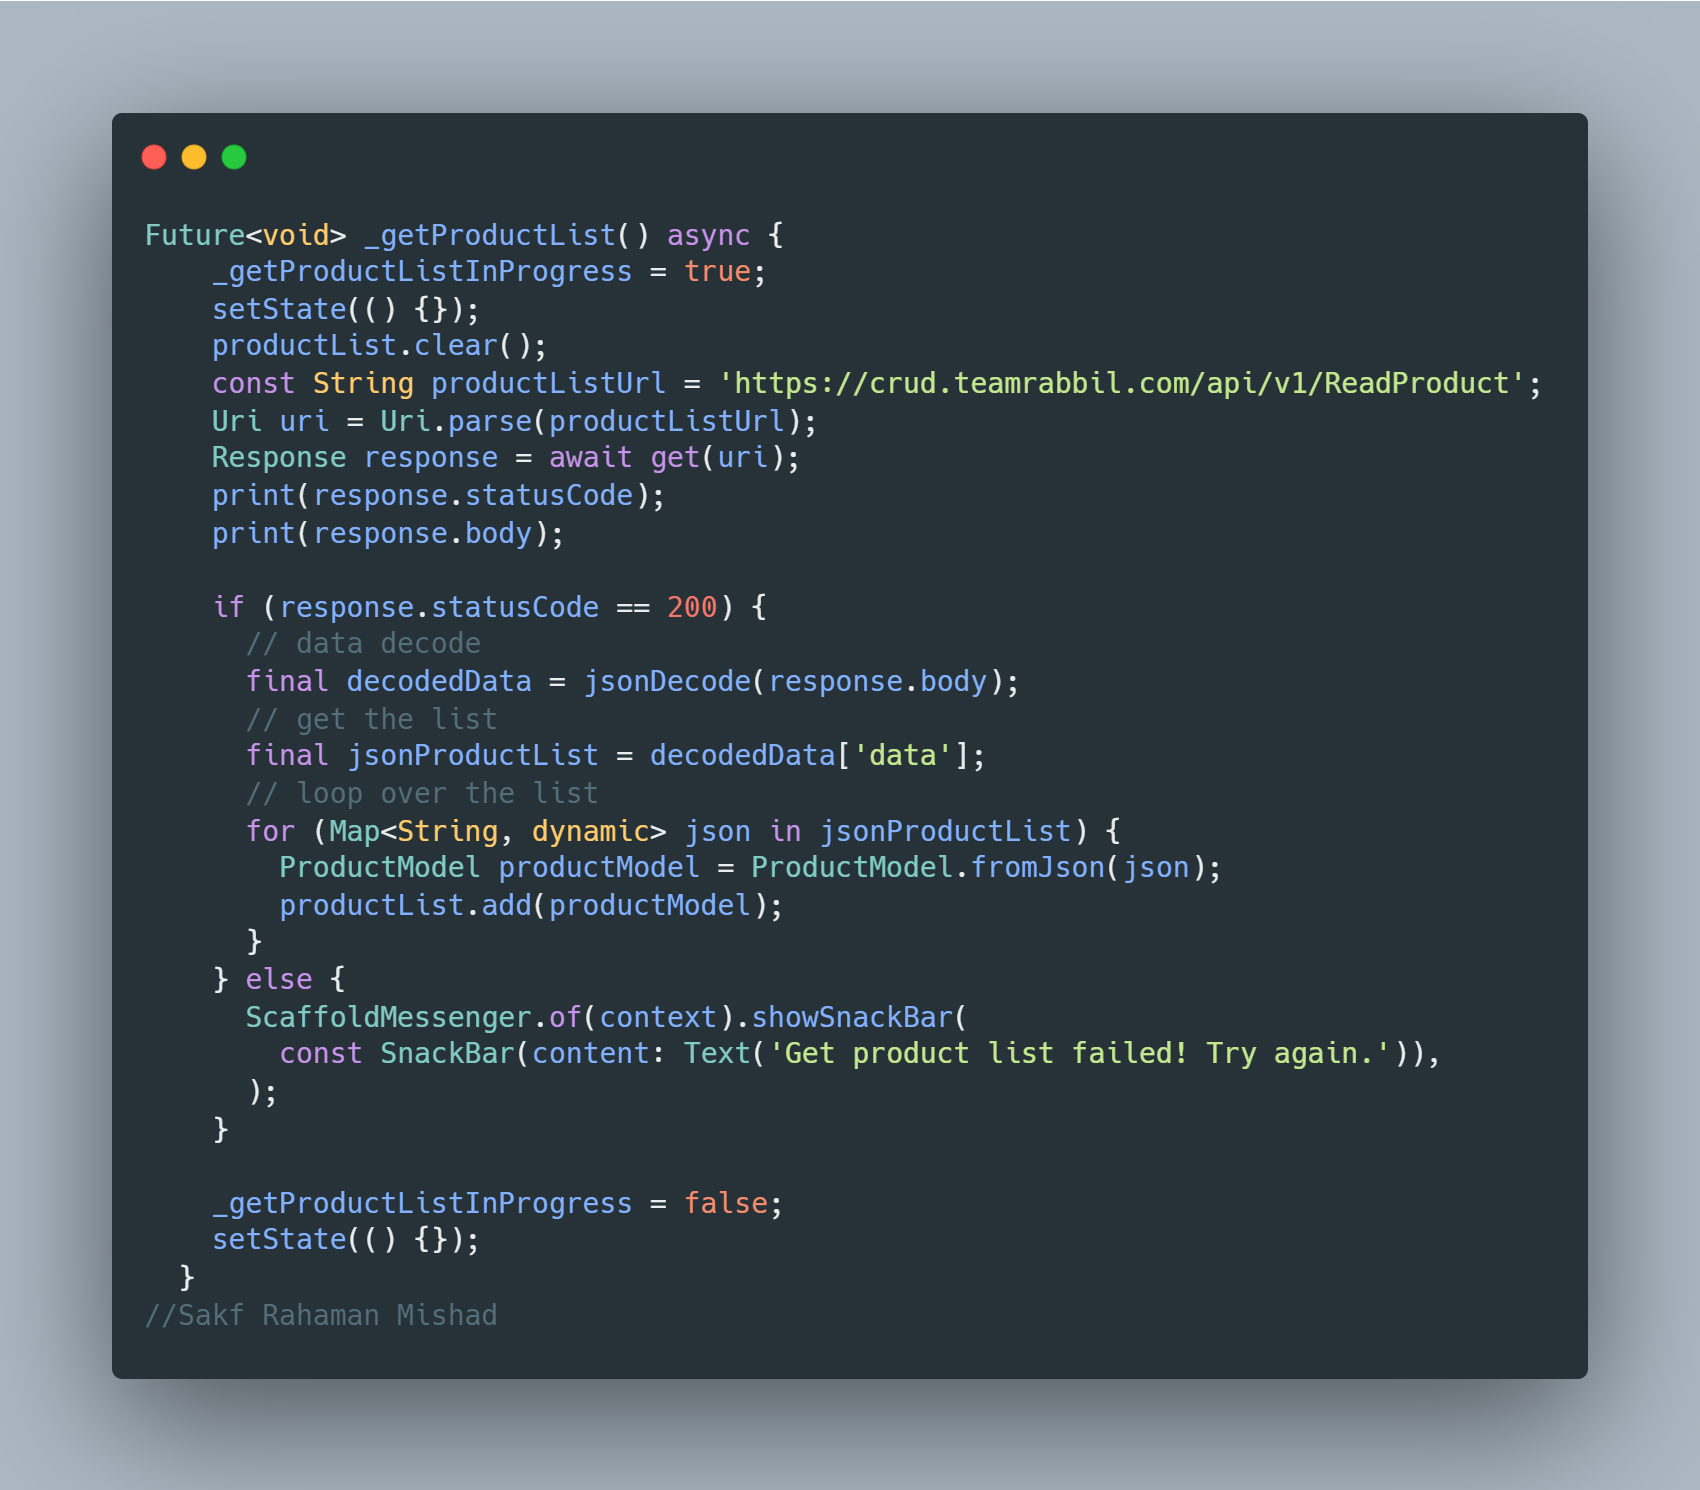 Future<void> _getProductList() async {
    _getProductListInProgress = true;
    setState(() {});
    productList.clear();
    const String productListUrl = 'https://crud.teamrabbil.com/api/v1/ReadProduct';
    Uri uri = Uri.parse(productListUrl);
    Response response = await get(uri);
    print(response.statusCode);
    print(response.body);

    if (response.statusCode == 200) {
      // data decode
      final decodedData = jsonDecode(response.body);
      // get the list
      final jsonProductList = decodedData['data'];
      // loop over the list
      for (Map<String, dynamic> json in jsonProductList) {
        ProductModel productModel = ProductModel.fromJson(json);
        productList.add(productModel);
      }
    } else {
      ScaffoldMessenger.of(context).showSnackBar(
        const SnackBar(content: Text('Get product list failed! Try again.')),
      );
    }

    _getProductListInProgress = false;
    setState(() {});
  }
//Sakf Rahaman Mishad